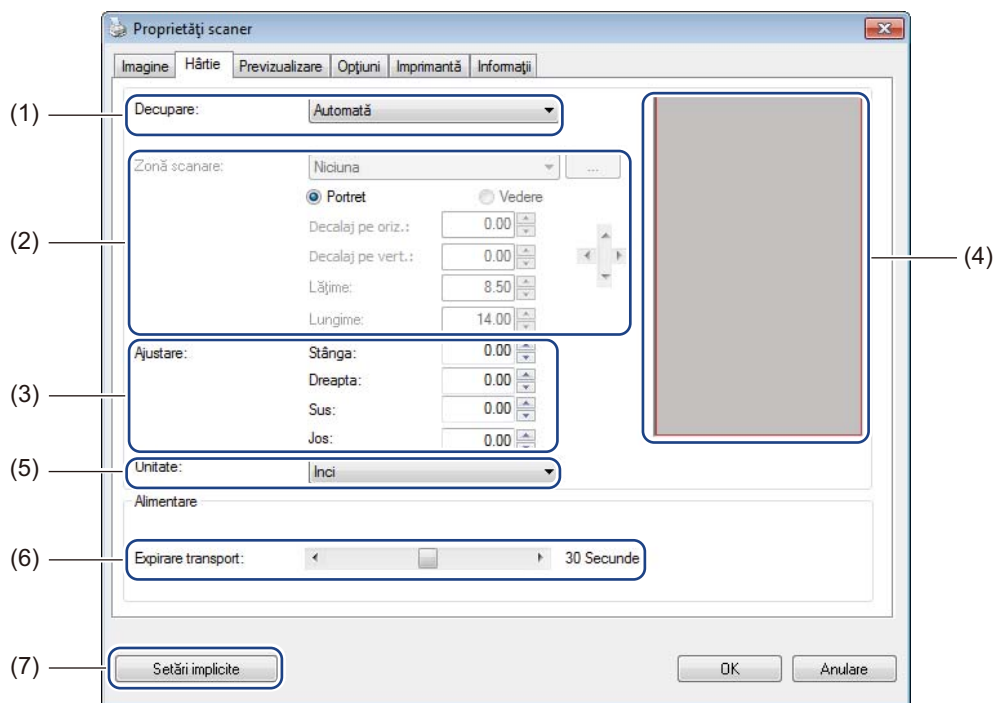 Proprietăţi scaner
Imagine Hârtie Previzualizare Opţiuni Imprimantă Informaţii
(1) Decupare: Automată
Zonă scanare: Niciuna ...
Portret Vedere
(2) Decalaj pe oriz.: 0.00
Decalaj pe vert.: 0.00 (4)
Lăţime: 8.50
Lungime: 14.00
Ajustare: Stânga: 0.00
Dreapta: 0.00
(3) Sus: 0.00
Jos: 0.00
(5) Unitate: Inci
Alimentare
(6) Expirare transport: 30 Secunde
(7) Setări implicite OK Anulare